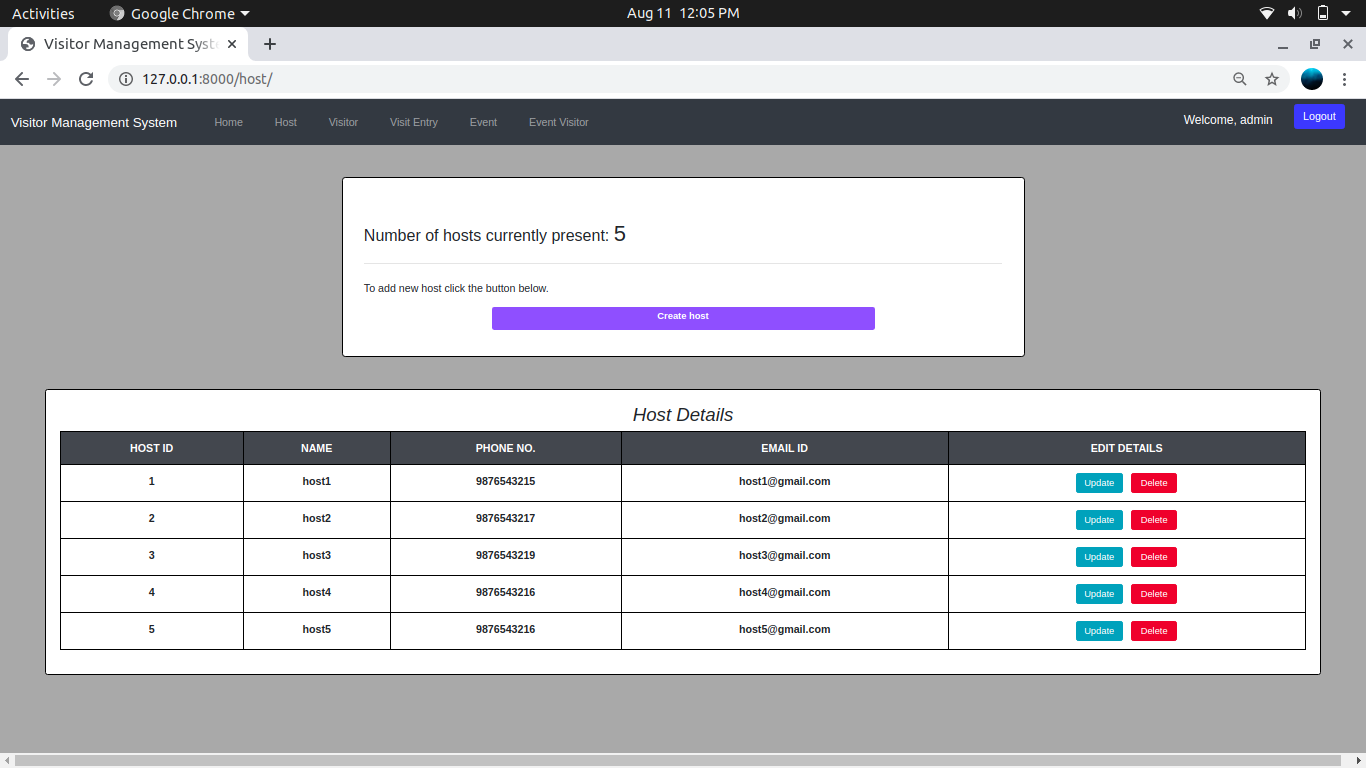 Activities Google Chrome Aug 11 12:05 PM
Visitor Management Syst
127.0.0.1:8000/host/
Visitor Management System Home Host Visitor Visit Entry Event Event Visitor Welcome, admin Logout
Number of hosts currently present: 5
To add new host click the button below.
Create host
Host Details
HOST ID NAME PHONE NO. EMAIL ID EDIT DETAILS
1 host1 9876543215 host1@gmail.com Update Delete
2 host2 9876543217 host2@gmail.com Update Delete
3 host3 9876543219 host3@gmail.com Update Delete
4 host4 9876543216 host4@gmail.com Update Delete
5 host5 9876543216 host5@gmail.com Update Delete